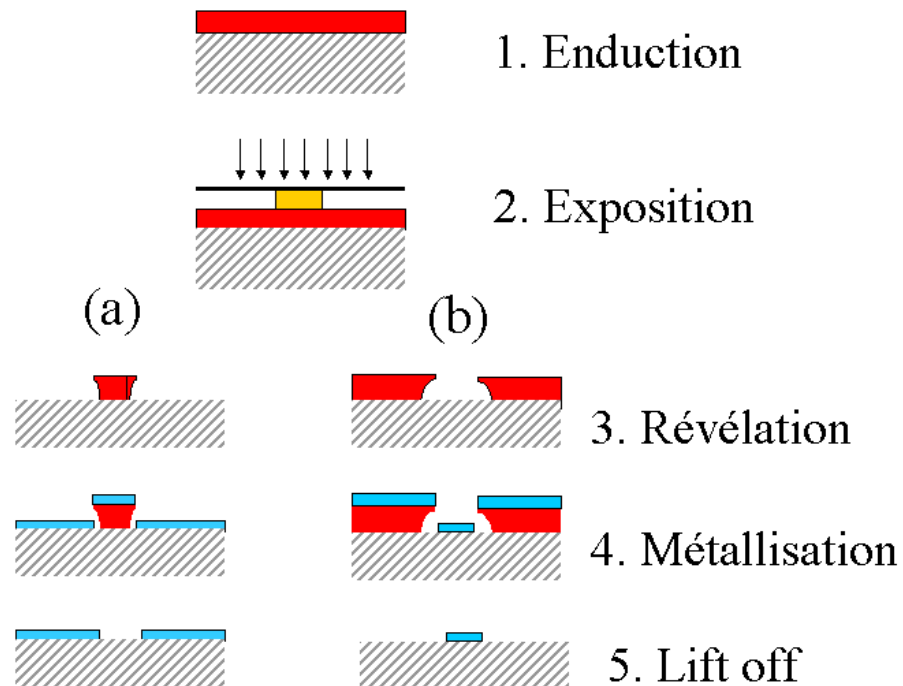 1. Enduction
2. Exposition
(a)
(b)
3. Révélation
4. Métallisation
5. Lift off